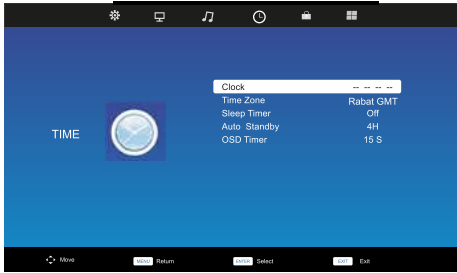 Clock -- -- -- --
Time Zone Rabat GMT
Sleep Timer Off
Auto Standby 4H
OSD Timer 15 S
TIME
Move MENU Return ENTER Select EXIT Exit